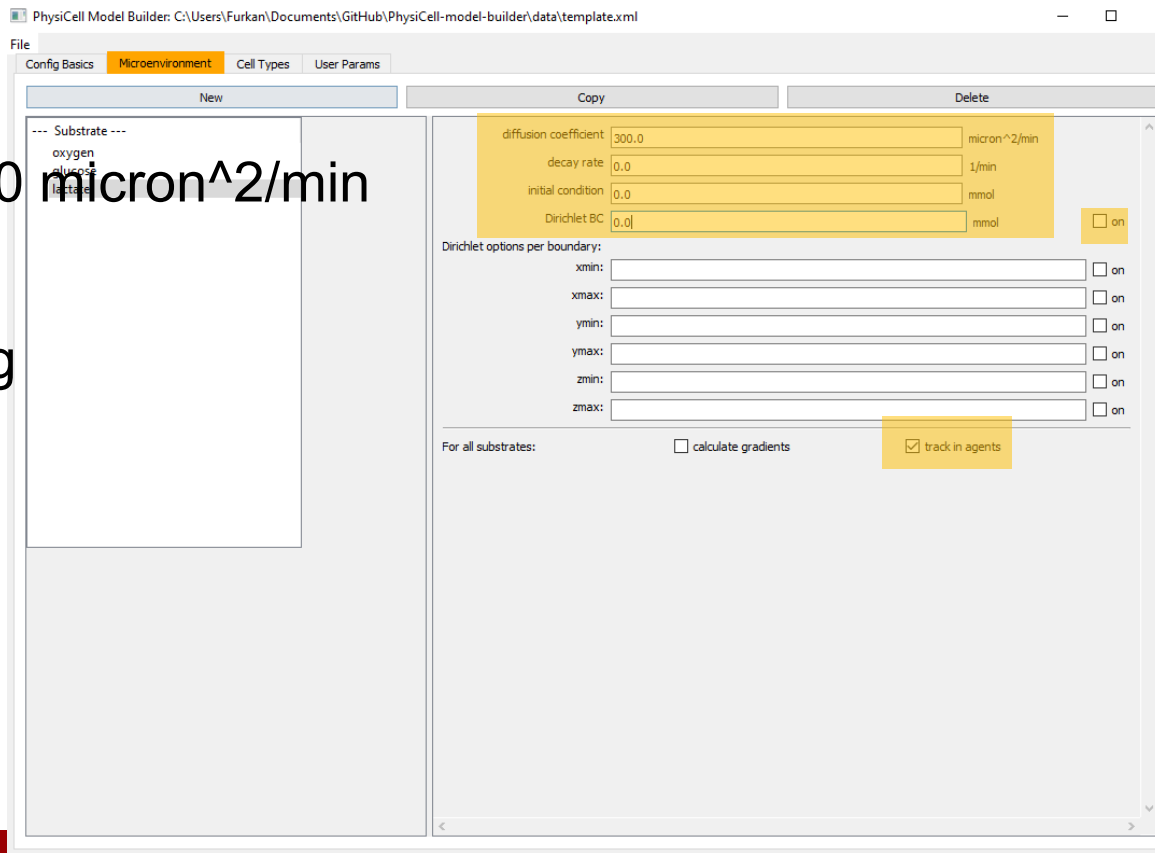 PhysiCell Model Builder: C:\Users\Furkan\Documents\GitHub\PhysiCell-model-builder\data\template.xml
File
Config Basics Microenvironment Cell Types User Params
New Copy Delete
--- Substrate ---
oxygen
glucose
lactate
0 micron^2/min
g
diffusion coefficient 300.0 micron^2/min
decay rate 0.0 1/min
initial condition 0.0 mmol
Dirichlet BC 0.0 mmol on
Dirichlet options per boundary:
xmin: on
xmax: on
ymin: on
ymax: on
zmin: on
zmax: on
For all substrates: calculate gradients track in agents